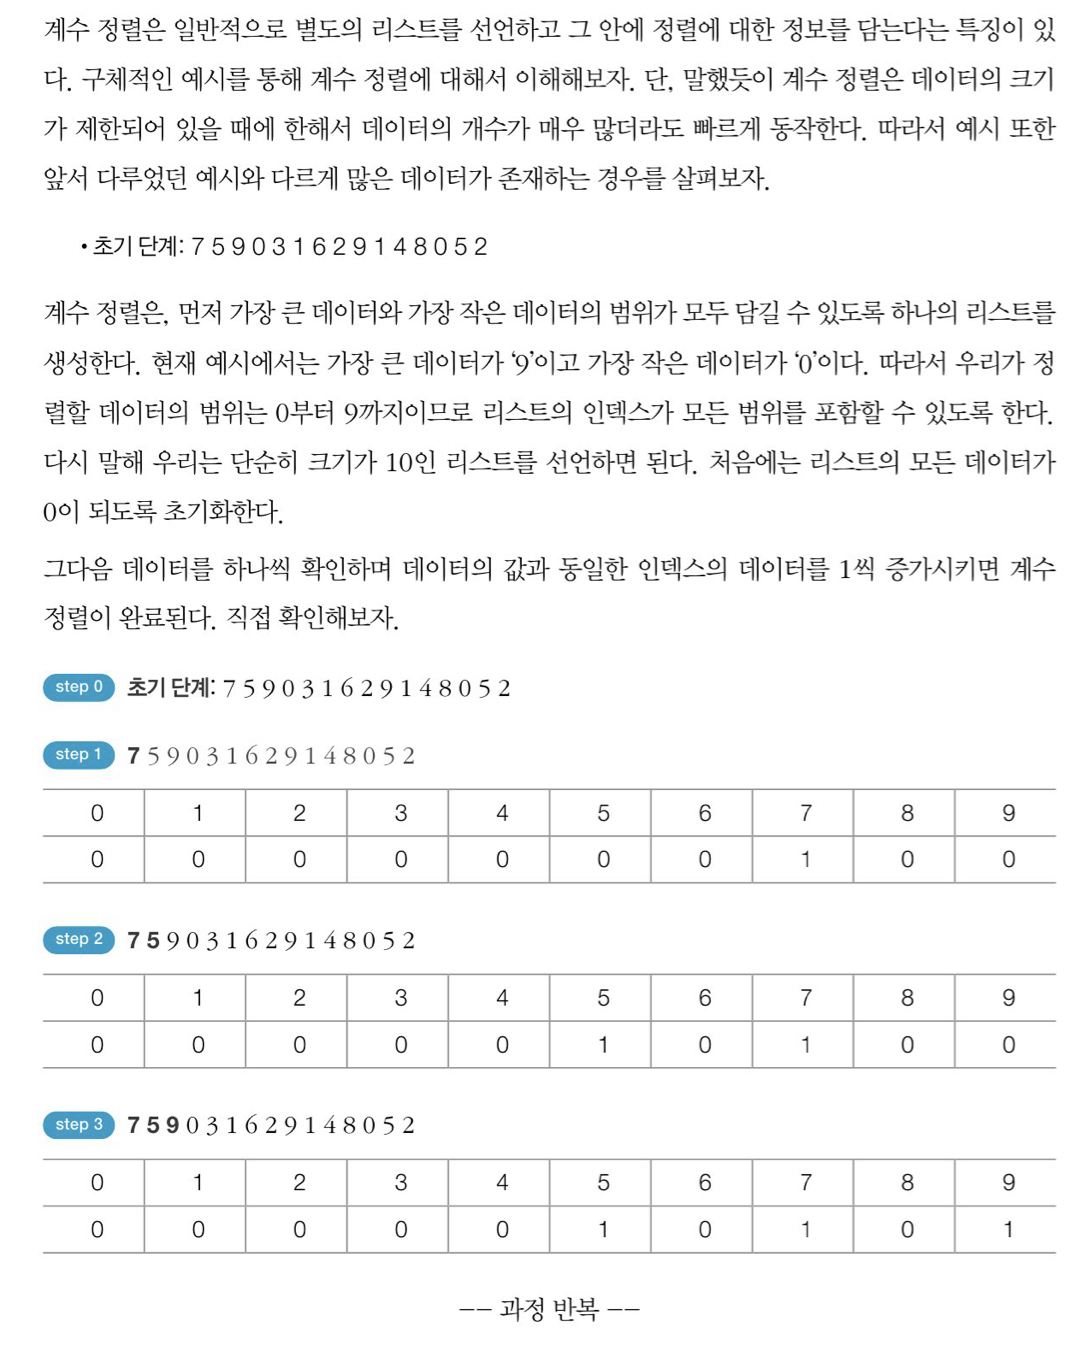 계수 정렬은 일반적으로 별도의 리스트를 선언하고 그 안에 정렬에 대한 정보를 담는다는 특징이 있
다. 구체적인 예시를 통해 계수 정렬에 대해서 이해해보자. 단, 말했듯이 계수 정렬은 데이터의 크기
가 제한되어 있을 때에 한해서 데이터의 개수가 매우 많더라도 빠르게 동작한다. 따라서 예시 또한
앞서 다루었던 예시와 다르게 많은 데이터가 존재하는 경우를 살펴보자.
• 초기 단계: 7 5 9 0 3 1 6 2 9 1 4 8 0 5 2
계수 정렬은, 먼저 가장 큰 데이터와 가장 작은 데이터의 범위가 모두 담길 수 있도록 하나의 리스트를
생성한다. 현재 예시에서는 가장 큰 데이터가 ‘9’이고 가장 작은 데이터가 ‘0’이다. 따라서 우리가 정
렬할 데이터의 범위는 0부터 9까지이므로 리스트의 인덱스가 모든 범위를 포함할 수 있도록 한다.
다시 말해 우리는 단순히 크기가 10인 리스트를 선언하면 된다. 처음에는 리스트의 모든 데이터가
0이 되도록 초기화한다.
그다음 데이터를 하나씩 확인하며 데이터의 값과 동일한 인덱스의 데이터를 1씩 증가시키면 계수
정렬이 완료된다. 직접 확인해보자.
step 0 초기 단계: 7 5 9 0 3 1 6 2 9 1 4 8 0 5 2
step 1 7 5 9 0 3 1 6 2 9 1 4 8 0 5 2
0 1 2 3 4 5 6 7 8 9
0 0 0 0 0 0 0 1 0 0
step 2 7 5 9 0 3 1 6 2 9 1 4 8 0 5 2
0 1 2 3 4 5 6 7 8 9
0 0 0 0 0 1 0 1 0 0
step 3 7 5 9 0 3 1 6 2 9 1 4 8 0 5 2
0 1 2 3 4 5 6 7 8 9
0 0 0 0 0 1 0 1 0 1
−− 과정 반복 −−